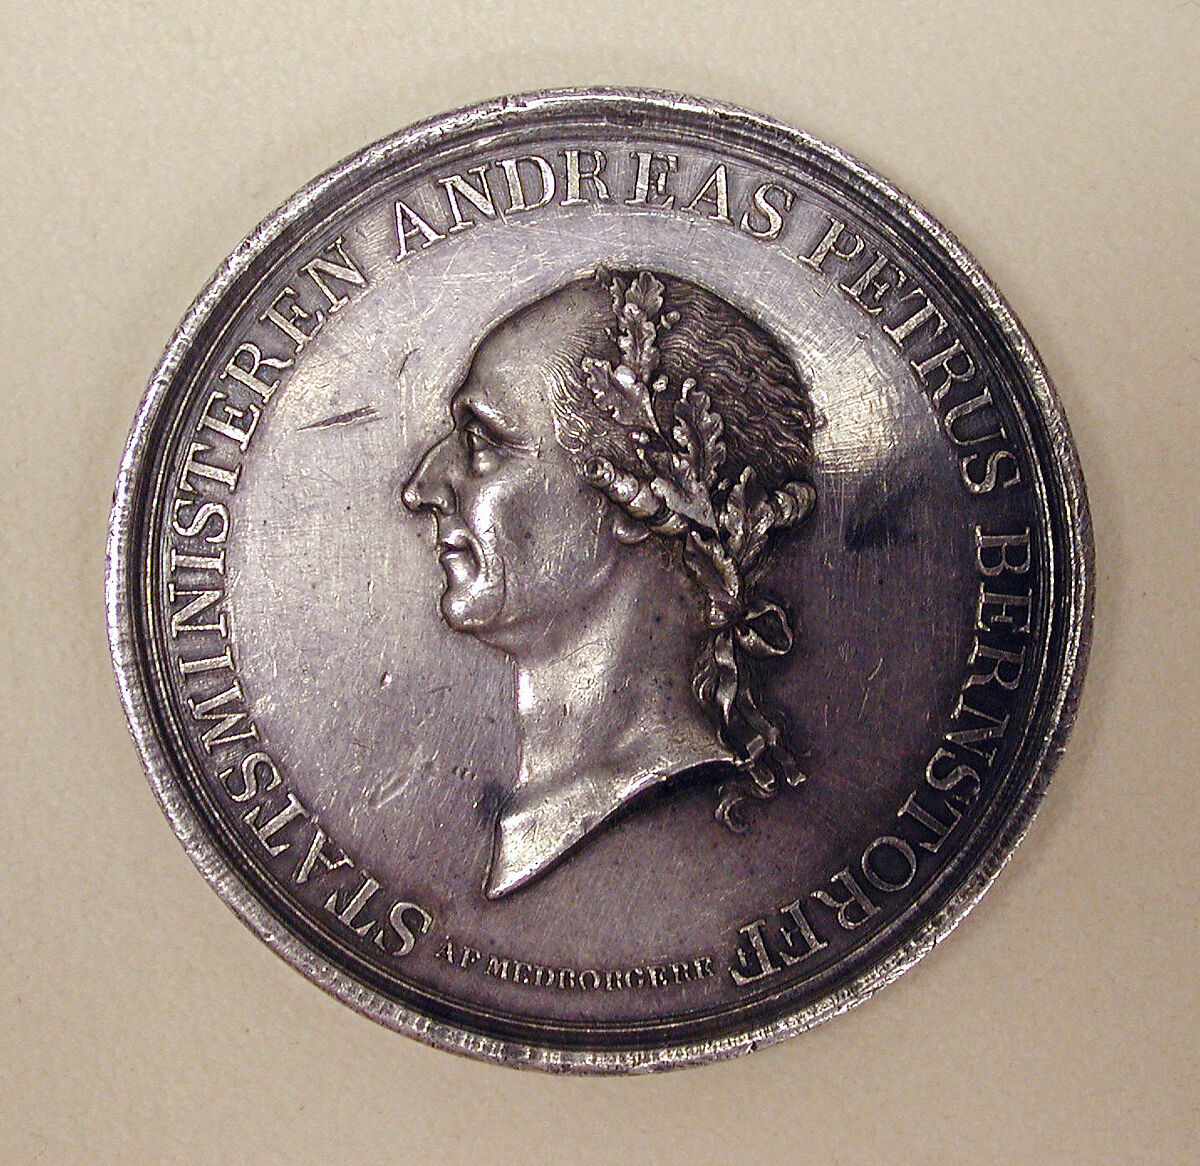 STATSMINISTEREN ANDREAS PETRUS BERNSTORFF
AF MEDBORGERE